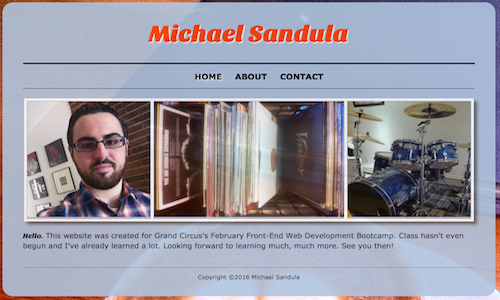 Michael Sandula
HOME ABOUT CONTACT
Hello. This website was created for Grand Circus's February Front-End Web Development Bootcamp. Class hasn't even
begun and I've already learned a lot. Looking forward to learning much, much more. See you then!
Copyright ©2016 Michael Sandula